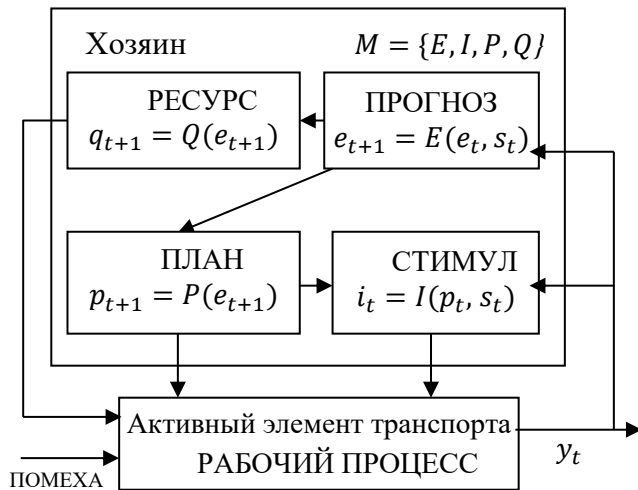 Хозяин
M = {E, I, P, Q}
РЕСУРС
q_{t+1} = Q(e_{t+1})
ПРОГНОЗ
e_{t+1} = E(e_t, s_t)
ПЛАН
p_{t+1} = P(e_{t+1})
СТИМУЛ
i_t = I(p_t, s_t)
Активный элемент транспорта
РАБОЧИЙ ПРОЦЕСС
y_t
ПОМЕХА